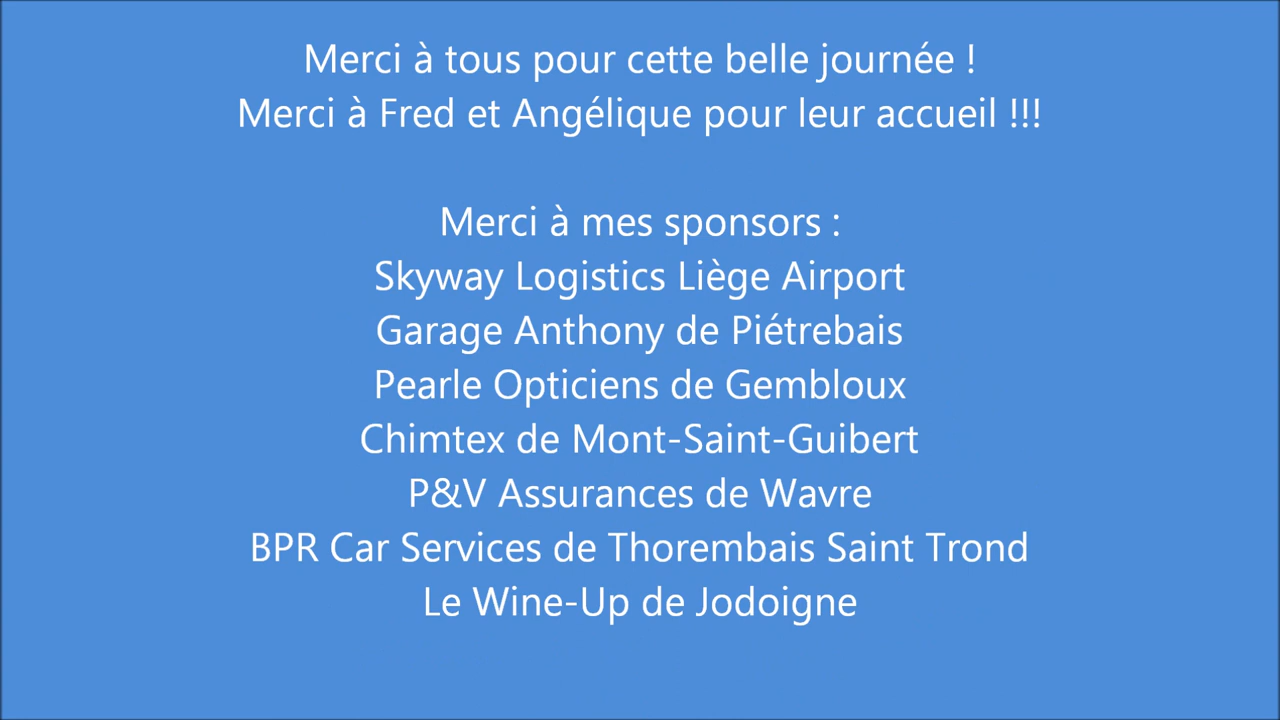 Merci à tous pour cette belle journée !
Merci à Fred et Angélique pour leur accueil !!!
Merci à mes sponsors :
Skyway Logistics Liège Airport
Garage Anthony de Piétrebais
Pearle Opticiens de Gembloux
Chimtex de Mont-Saint-Guibert
P&V Assurances de Wavre
BPR Car Services de Thorembais Saint Trond
Le Wine-Up de Jodoigne